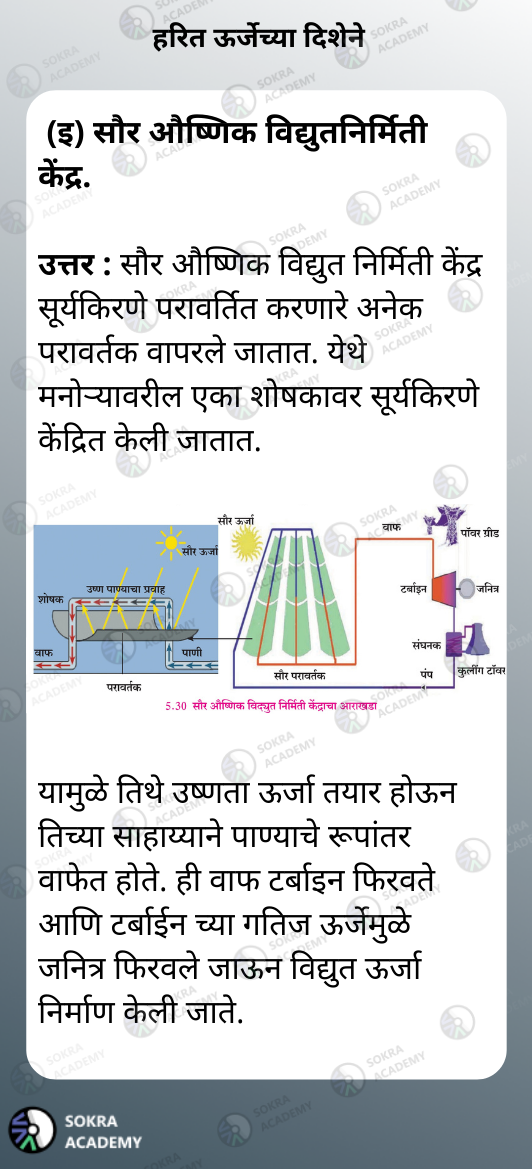 हरित ऊर्जेच्या दिशेने
(इ) सौर औष्णिक विद्युतनिर्मिती
केंद्र.
उत्तर : सौर औष्णिक विद्युत निर्मिती केंद्र
सूर्यकिरणे परावर्तित करणारे अनेक
परावर्तक वापरले जातात. येथे
मनोऱ्यावरील एका शोषकावर सूर्यकिरणे
केंद्रित केली जातात.
सौर ऊर्जा
वाफ
पॉवर ग्रीड
सौर ऊर्जा
उष्ण पाण्याचा प्रवाह
शोषक
टर्बाइन
जनित्र
वाफ
पाणी
संघनक
परावर्तक
सौर परावर्तक
पंप
कुलींग टॉवर
5.30 सौर औष्णिक विद्युत निर्मिती केंद्राचा आराखडा
यामुळे तिथे उष्णता ऊर्जा तयार होऊन
तिच्या साहाय्याने पाण्याचे रूपांतर
वाफेत होते. ही वाफ टर्बाइन फिरवते
आणि टर्बाईन च्या गतिज ऊर्जेमुळे
जनित्र फिरवले जाऊन विद्युत ऊर्जा
निर्माण केली जाते.
SOKRA
ACADEMY